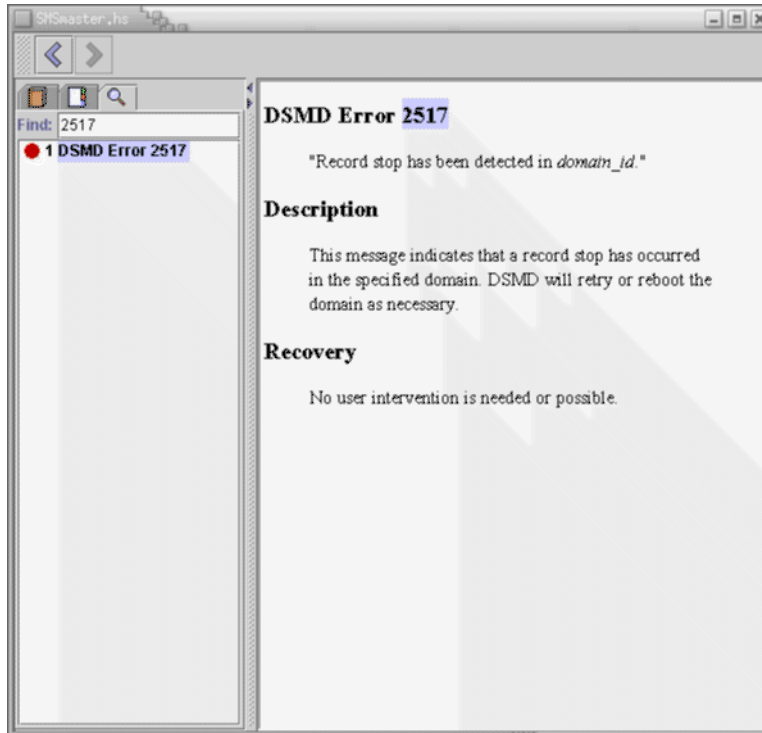 SMSmaster.hs
Find: 2517
1 DSMD Error 2517
DSMD Error 2517
"Record stop has been detected in domain_id."
Description
This message indicates that a record stop has occurred
in the specified domain. DSMD will retry or reboot the
domain as necessary.
Recovery
No user intervention is needed or possible.